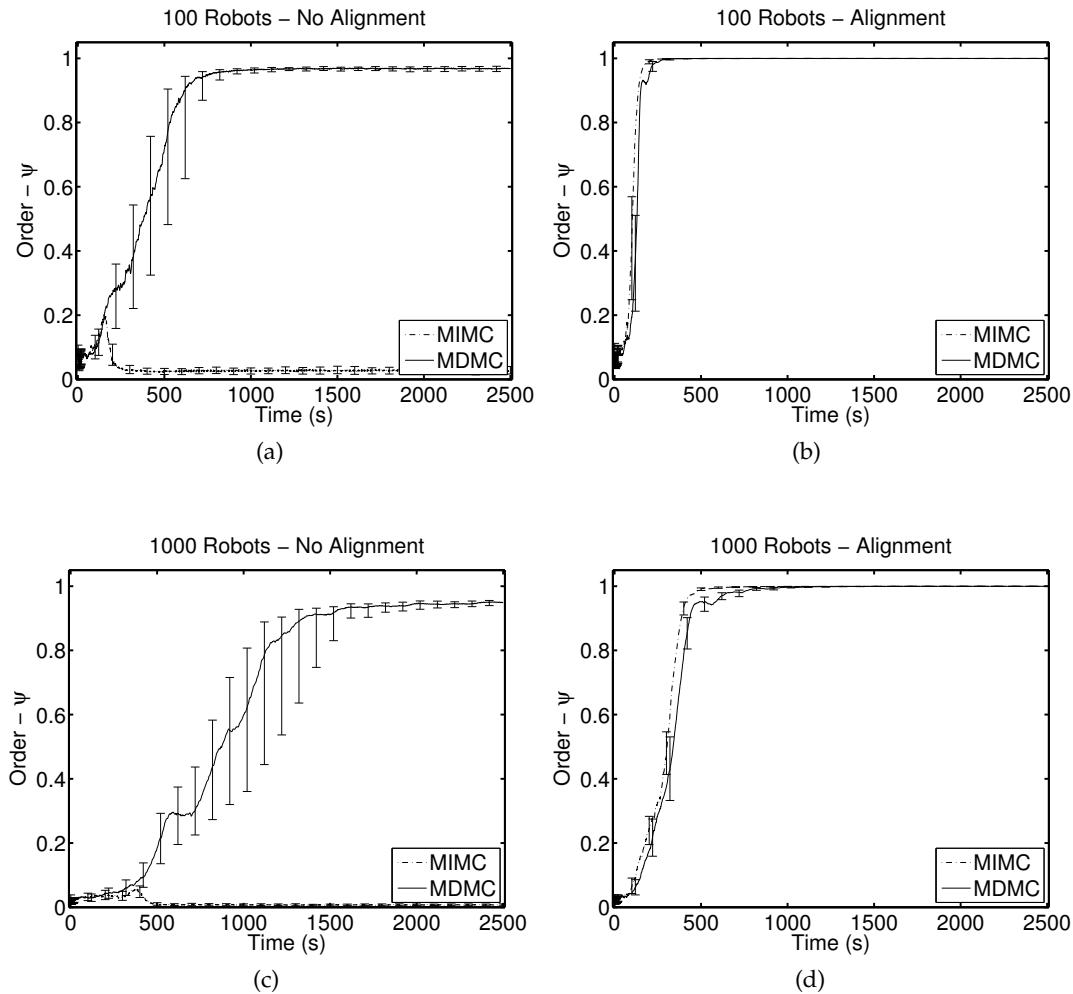 100 Robots − No Alignment
Order − ψ
1
0.8
0.6
0.4
0.2
0
MIMC
MDMC
0 500 1000 1500 2000 2500
Time (s)
(a)
100 Robots − Alignment
Order − ψ
1
0.8
0.6
0.4
0.2
0
MIMC
MDMC
0 500 1000 1500 2000 2500
Time (s)
(b)
1000 Robots − No Alignment
Order − ψ
1
0.8
0.6
0.4
0.2
0
MIMC
MDMC
0 500 1000 1500 2000 2500
Time (s)
(c)
1000 Robots − Alignment
Order − ψ
1
0.8
0.6
0.4
0.2
0
MIMC
MDMC
0 500 1000 1500 2000 2500
Time (s)
(d)